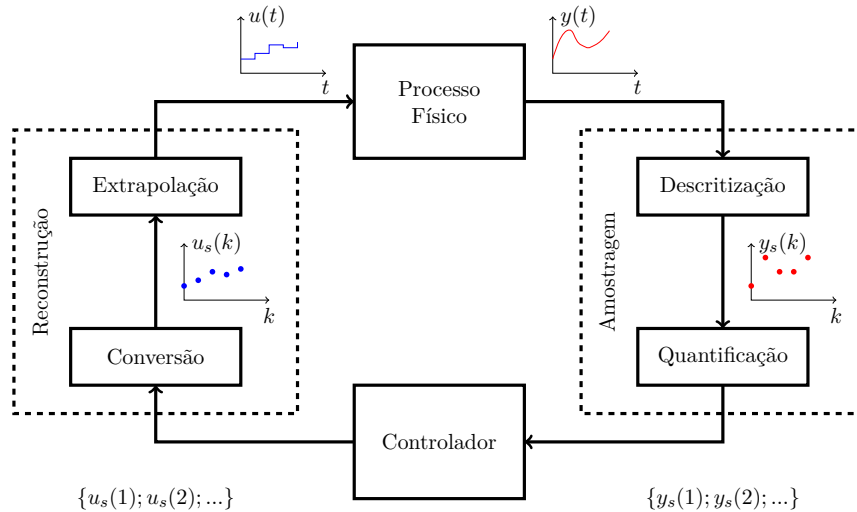 u(t)
t
Processo
Físico
y(t)
t
Reconstrução
Extrapolação
u_s(k)
k
Conversão
Amostragem
Descritização
y_s(k)
k
Quantificação
Controlador
{u_s(1); u_s(2); ...}
{y_s(1); y_s(2); ...}